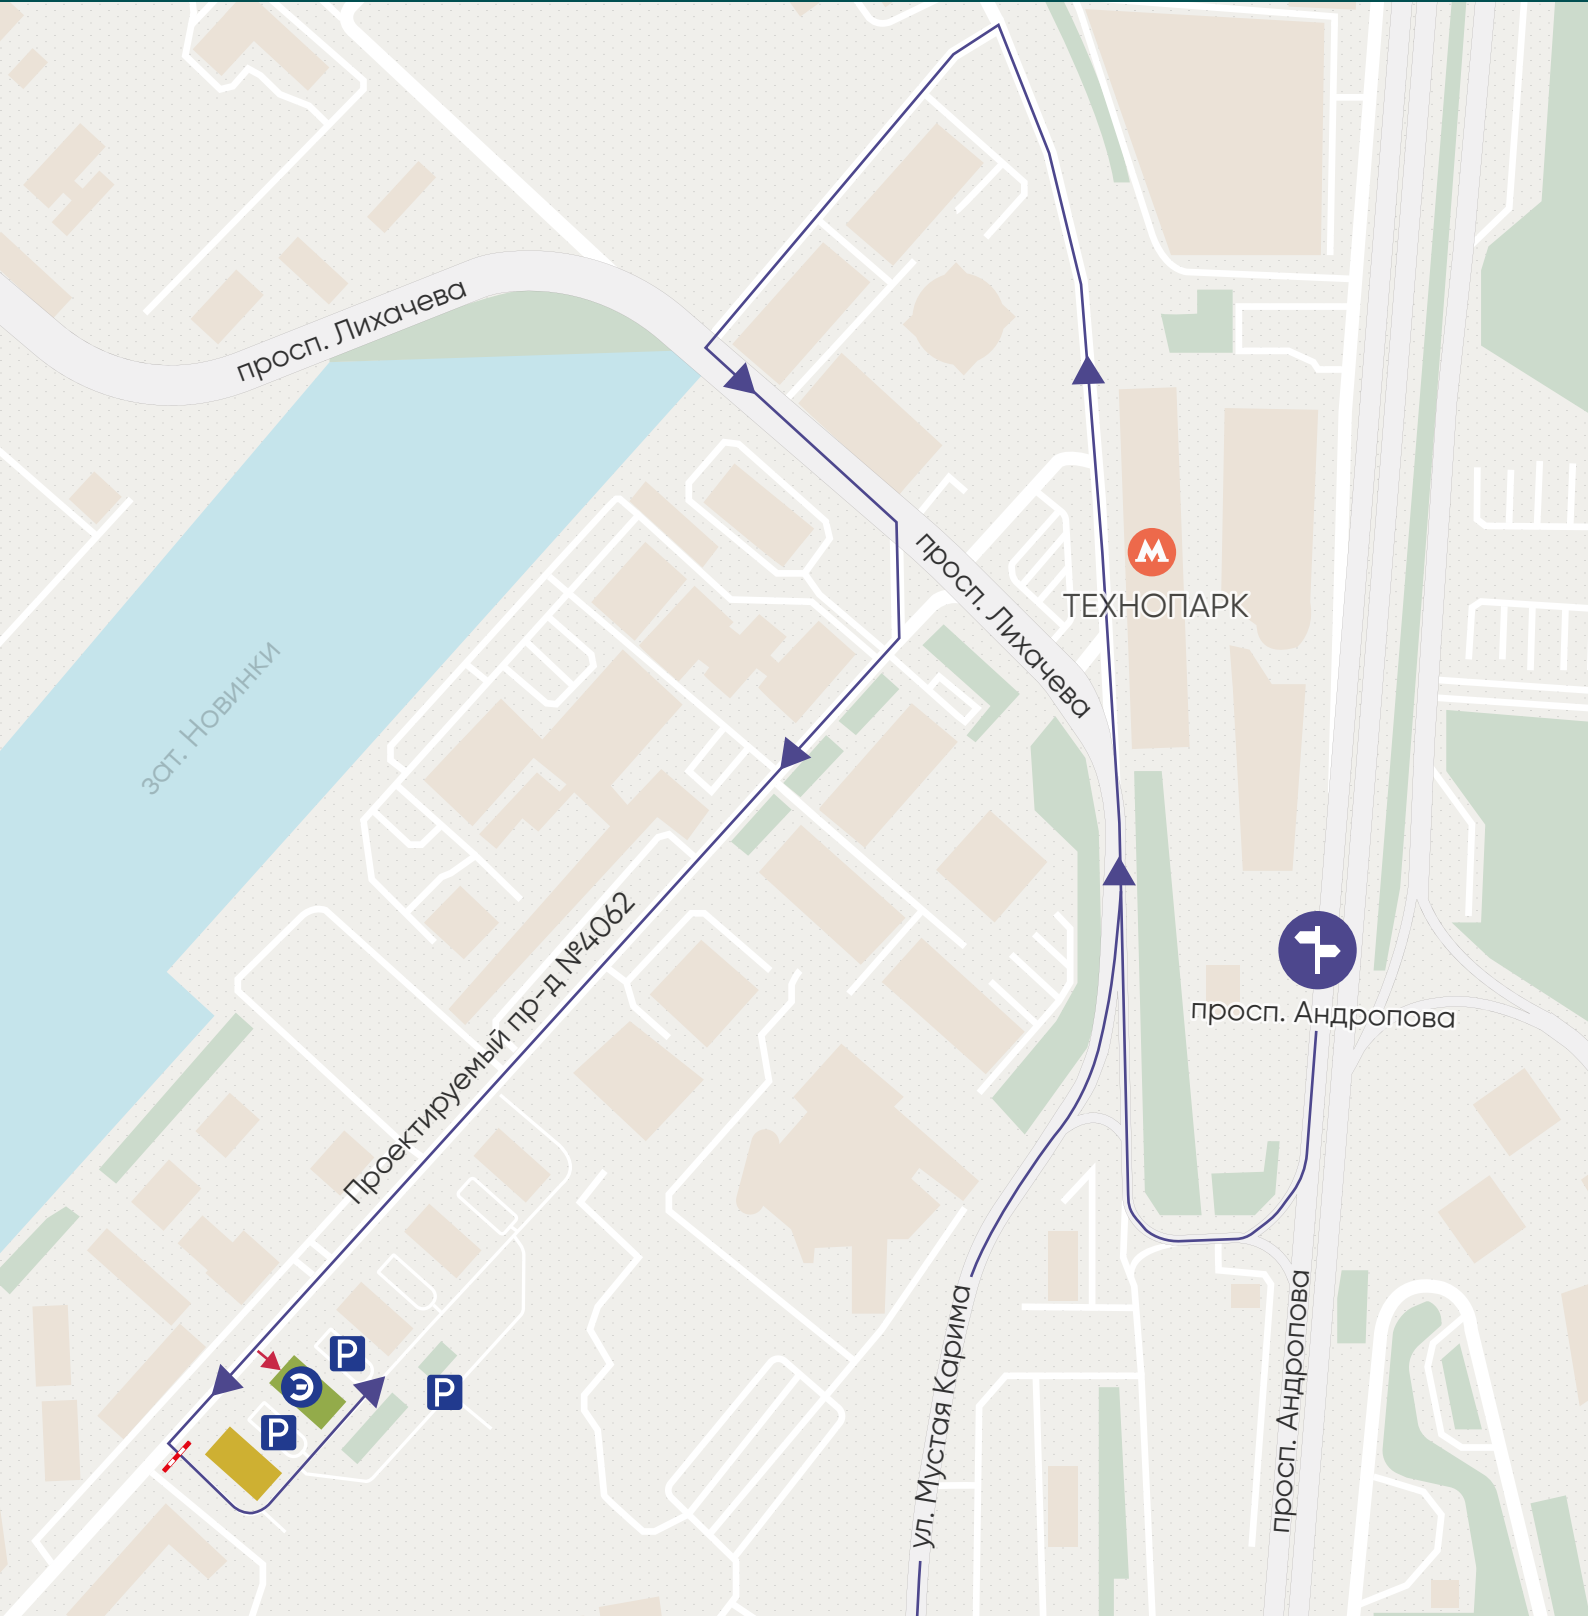 просп. Лихачева
просп. Лихачева
М
ТЕХНОПАРК
зат. Новинки
Проектируемый пр-д №4062
просп. Андропова
просп. Андропова
ул. Мустая Карима
P
Э
P
P